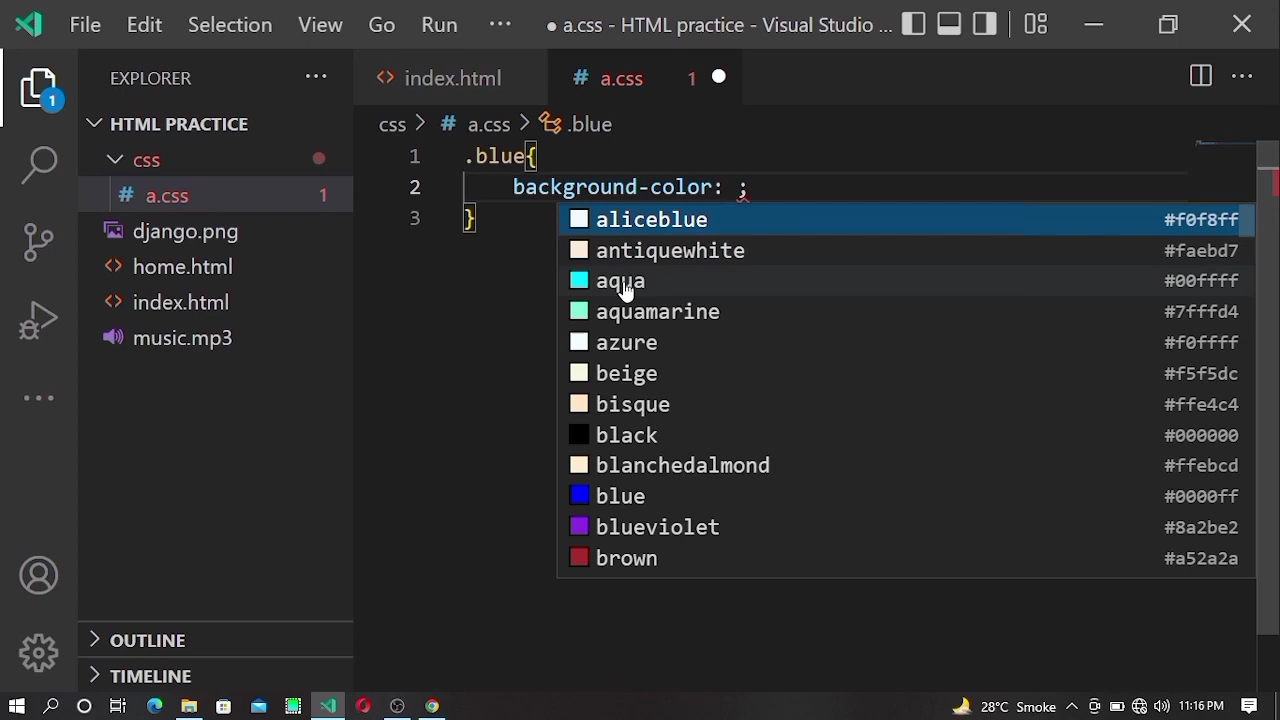 File Edit Selection View Go Run ··· ● a.css - HTML practice - Visual Studio ...
EXPLORER ···
index.html
# a.css 1
1
HTML PRACTICE
css
# a.css 1
django.png
home.html
index.html
music.mp3
OUTLINE
TIMELINE
css > # a.css > .blue
1 .blue{
2 background-color: ;
3 }
aliceblue #f0f8ff
antiquewhite #faebd7
aqua #00ffff
aquamarine #7fffd4
azure #f0ffff
beige #f5f5dc
bisque #ffe4c4
black #000000
blanchedalmond #ffebcd
blue #0000ff
blueviolet #8a2be2
brown #a52a2a
28°C Smoke 11:16 PM